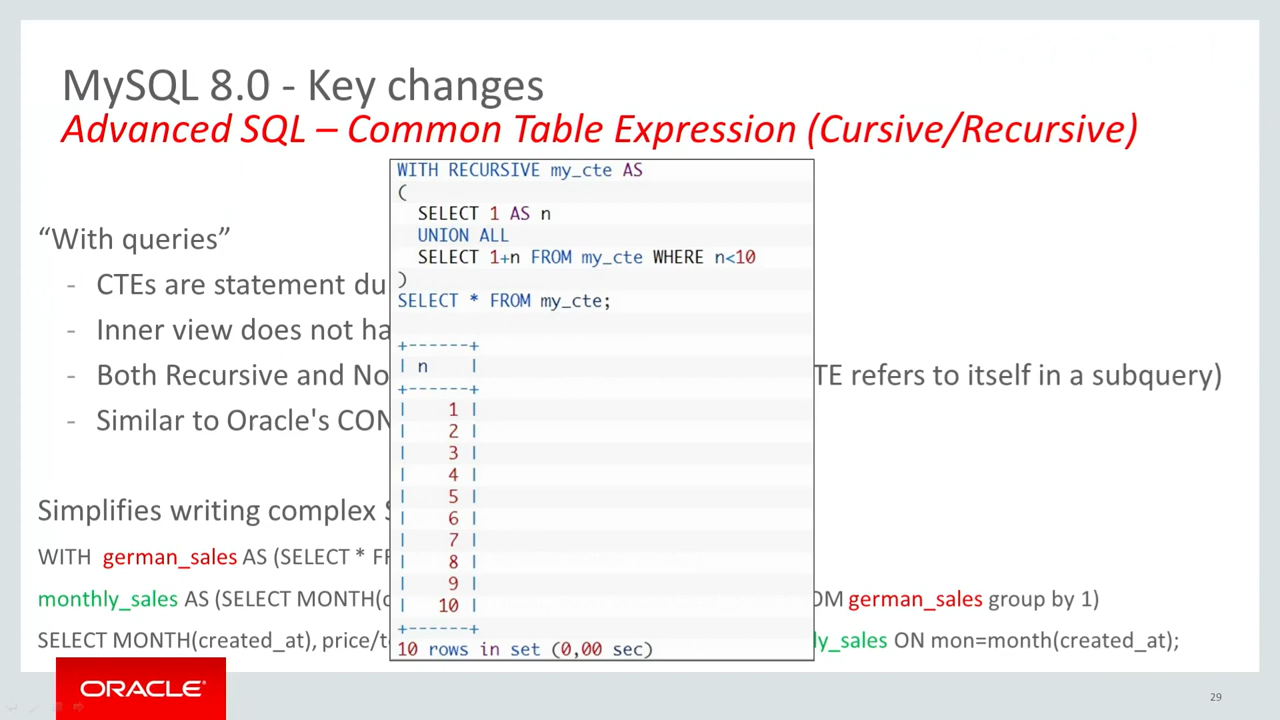 MySQL 8.0 - Key changes
Advanced SQL – Common Table Expression (Cursive/Recursive)
“With queries”
- CTEs are statement du
- Inner view does not ha
- Both Recursive and No
TE refers to itself in a subquery)
- Similar to Oracle's CON
Simplifies writing complex
WITH german_sales AS (SELECT * FR
monthly_sales AS (SELECT MONTH(c
OM german_sales group by 1)
SELECT MONTH(created_at), price/t
ly_sales ON mon=month(created_at);
WITH RECURSIVE my_cte AS
(
SELECT 1 AS n
UNION ALL
SELECT 1+n FROM my_cte WHERE n<10
)
SELECT * FROM my_cte;
+------+
| n |
+------+
| 1 |
| 2 |
| 3 |
| 4 |
| 5 |
| 6 |
| 7 |
| 8 |
| 9 |
| 10 |
+------+
10 rows in set (0,00 sec)
ORACLE
29